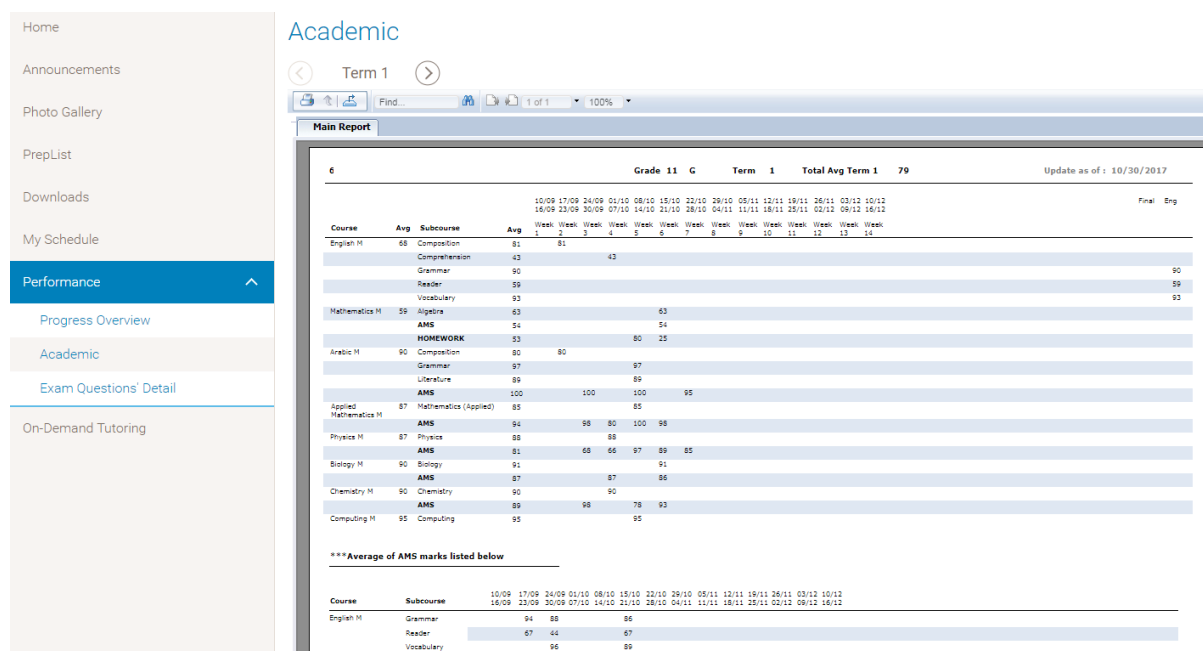 Home
Announcements
Photo Gallery
PrepList
Downloads
My Schedule
Performance
Progress Overview
Academic
Exam Questions' Detail
On-Demand Tutoring
Academic
Term 1
Find... 1 of 1 100%
Main Report
6 Grade 11 G Term 1 Total Avg Term 1 79 Update as of : 10/30/2017
10/09 17/09 24/09 01/10 08/10 15/10 22/10 29/10 05/11 12/11 19/11 26/11 03/12 10/12 Final Eng
16/09 23/09 30/09 07/10 14/10 21/10 28/10 04/11 11/11 18/11 25/11 02/12 09/12 16/12
Course Avg Subcourse Avg Week Week Week Week Week Week Week Week Week Week Week Week Week Week
1 2 3 4 5 6 7 8 9 10 11 12 13 14
English M 68 Composition 81 81
Comprehension 43 43
Grammar 90 90
Reader 59 59
Vocabulary 93 93
Mathematics M 59 Algebra 63 63
AMS 54 54
HOMEWORK 53 80 25
Arabic M 90 Composition 80 80
Grammar 97 97
Literature 89 89
AMS 100 100 100 95
Applied 87 Mathematics (Applied) 85 85
Mathematics M
AMS 94 98 80 100 98
Physics M 87 Physics 88 88
AMS 81 68 66 97 89 85
Biology M 90 Biology 91 91
AMS 87 87 86
Chemistry M 90 Chemistry 90 90
AMS 89 98 78 93
Computing M 95 Computing 95 95
***Average of AMS marks listed below
10/09 17/09 24/09 01/10 08/10 15/10 22/10 29/10 05/11 12/11 19/11 26/11 03/12 10/12
Course Subcourse 16/09 23/09 30/09 07/10 14/10 21/10 28/10 04/11 11/11 18/11 25/11 02/12 09/12 16/12
English M Grammar 94 88 86
Reader 67 44 67
Vocabulary 96 89